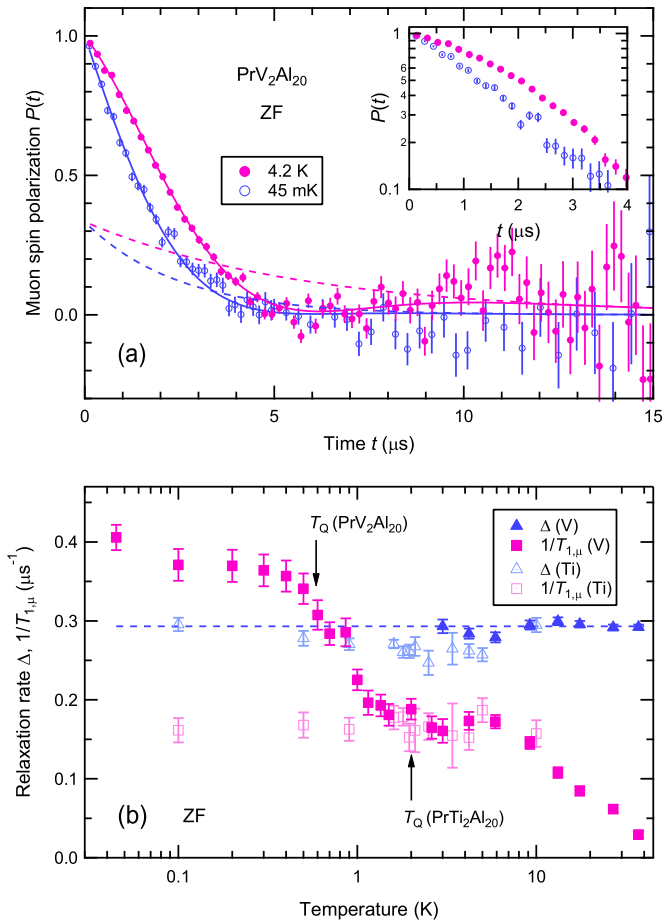 1.0
0.5
0.0
Muon spin polarization P(t)
PrV₂Al₂₀
ZF
4.2 K
45 mK
(a)
0 5 10 15
Time t (μs)
P(t)
1
8
6
5
4
3
2
0.1
0 1 2 3 4
t (μs)
Relaxation rate Δ, 1/T₁,μ (μs⁻¹)
0.4
0.3
0.2
0.1
0.0
T_Q (PrV₂Al₂₀)
Δ (V)
1/T₁,μ (V)
Δ (Ti)
1/T₁,μ (Ti)
T_Q (PrTi₂Al₂₀)
(b)
ZF
0.1 1 10
Temperature (K)